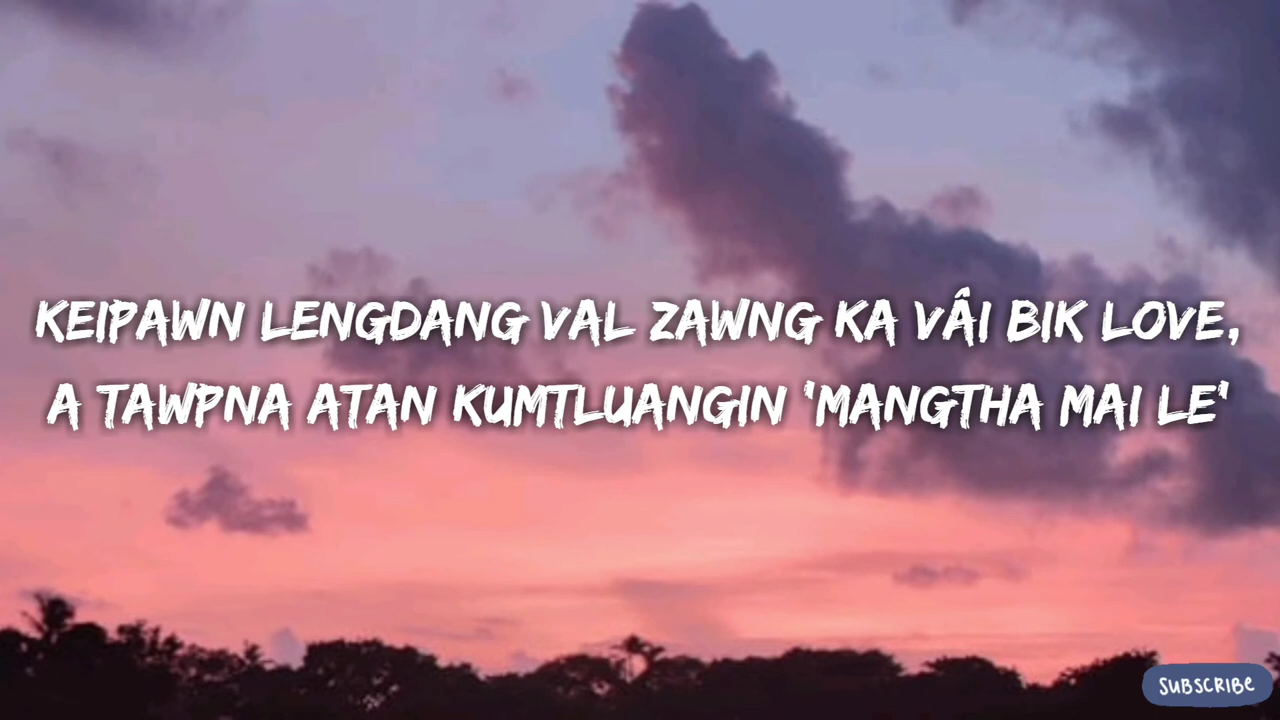 KEIPAWN LENGDANG VAL ZAWNG KA VÂI BIK LOVE,
A TAWPNA ATAN KUMTLUANGIN 'MANGTHA MAI LE'
SUBSCRIBE